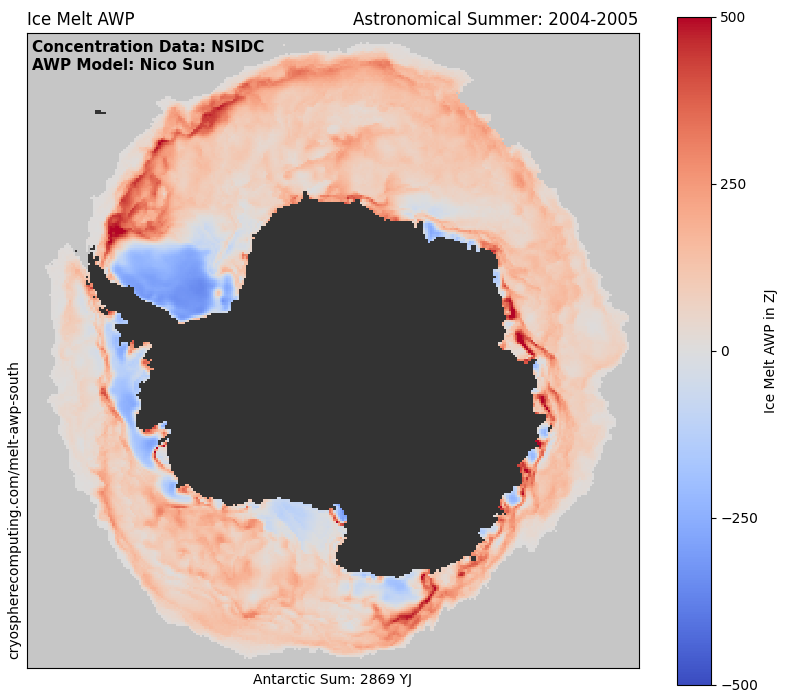 Ice Melt AWP
Astronomical Summer: 2004-2005
Concentration Data: NSIDC
AWP Model: Nico Sun
cryospherecomputing.com/melt-awp-south
Antarctic Sum: 2869 YJ
500
250
0
−250
−500
Ice Melt AWP in ZJ